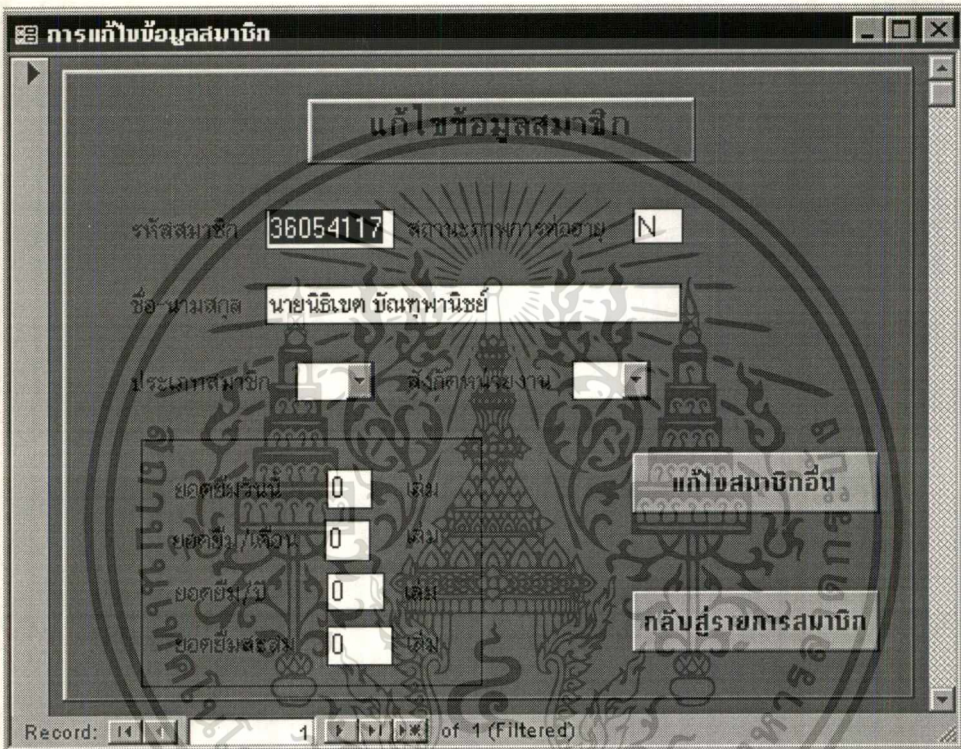 การแก้ไขข้อมูลสมาชิก
แก้ไขข้อมูลสมาชิก
รหัสสมาชิก 36054117 สถานะภาพการต่ออายุ N
ชื่อ-นามสกุล นายนิธิเขต บัณฑุพานิชย์
ประเภทสมาชิก สังกัดหน่วยงาน
ยอดยืมวันนี้ 0 เล่ม
แก้ไขสมาชิกอื่น
ยอดยืม/เดือน 0 เล่ม
ยอดยืม/ปี 0 เล่ม
กลับสู่รายการสมาชิก
ยอดยืมสะสม 0 เล่ม
Record: 1 of 1 (Filtered)